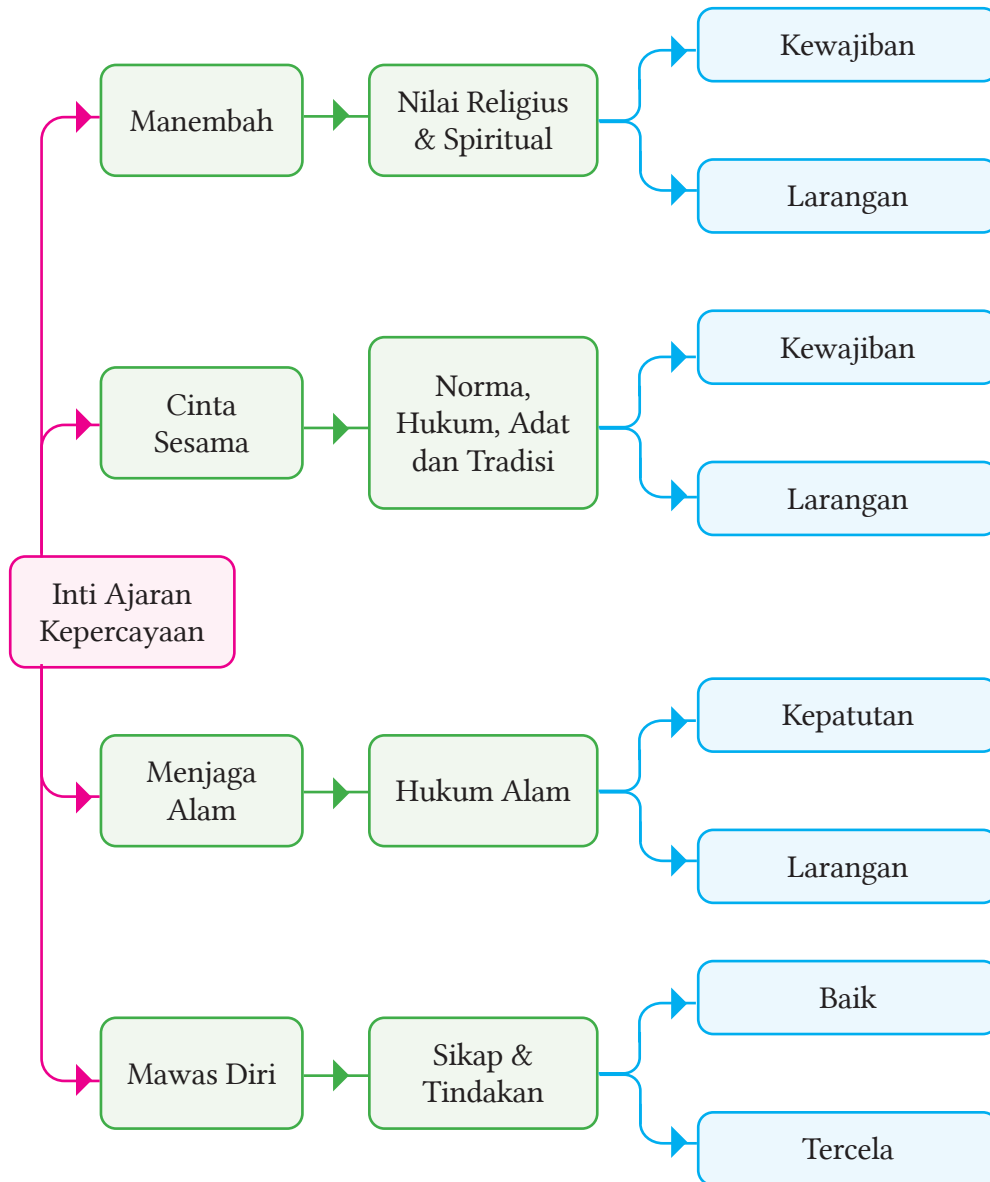 Manembah
Nilai Religius
& Spiritual
Kewajiban
Larangan
Cinta
Sesama
Norma,
Hukum, Adat
dan Tradisi
Kewajiban
Larangan
Inti Ajaran
Kepercayaan
Menjaga
Alam
Hukum Alam
Kepatutan
Larangan
Mawas Diri
Sikap &
Tindakan
Baik
Tercela